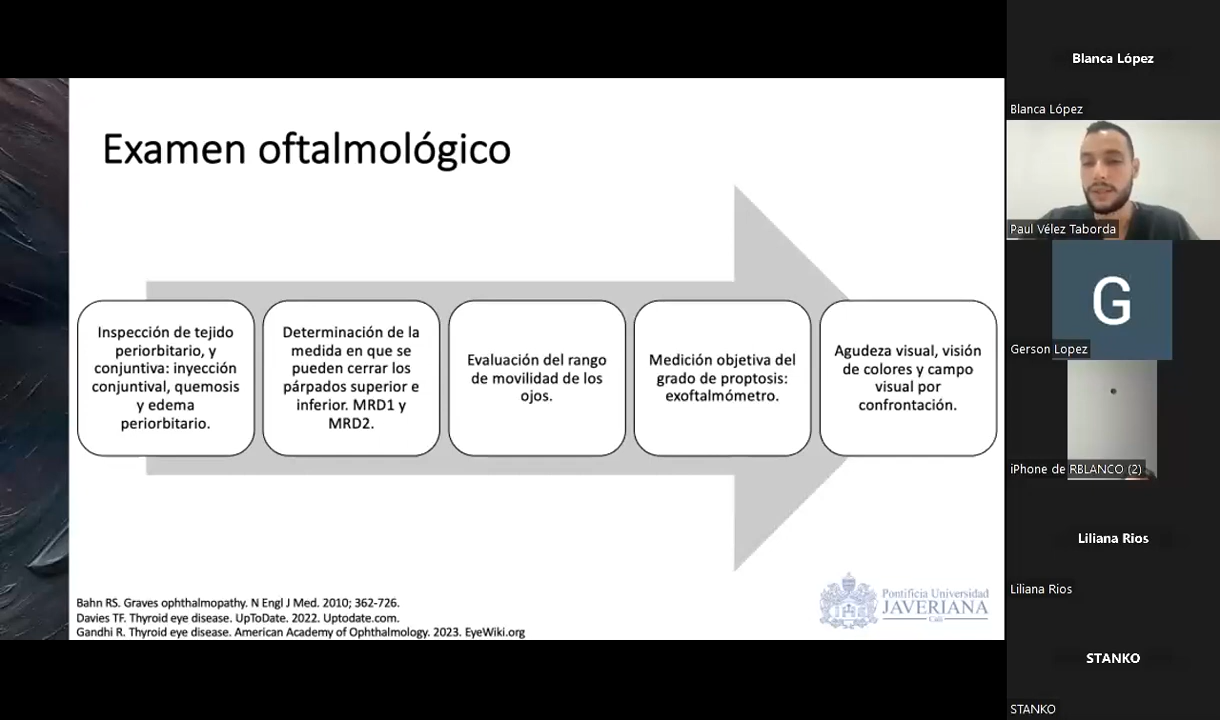 Examen oftalmológico
Inspección de tejido
periorbitario, y
conjuntiva: inyección
conjuntival, quemosis
y edema
periorbitario.
Determinación de la
medida en que se
pueden cerrar los
párpados superior e
inferior. MRD1 y
MRD2.
Evaluación del rango
de movilidad de los
ojos.
Medición objetiva del
grado de proptosis:
exoftalmómetro.
Agudeza visual, visión
de colores y campo
visual por
confrontación.
Bahn RS. Graves ophthalmopathy. N Engl J Med. 2010; 362-726.
Davies TF. Thyroid eye disease. UpToDate. 2022. Uptodate.com.
Gandhi R. Thyroid eye disease. American Academy of Ophthalmology. 2023. EyeWiki.org
Pontificia Universidad
JAVERIANA
Cali
Blanca López
Blanca López
Paul Vélez Taborda
G
Gerson Lopez
iPhone de RBLANCO (2)
Liliana Rios
Liliana Rios
STANKO
STANKO